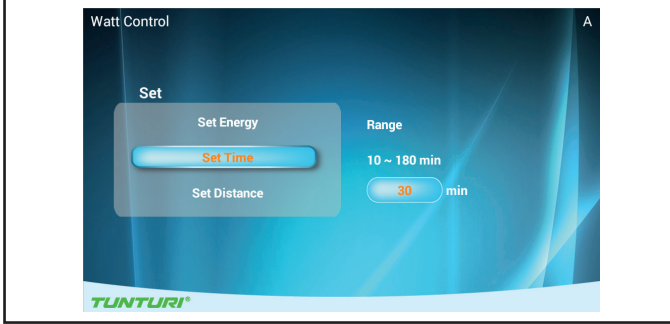 Watt Control
A
Set
Set Energy
Set Time
Set Distance
Range
10 ~ 180 min
30 min
TUNTURI®